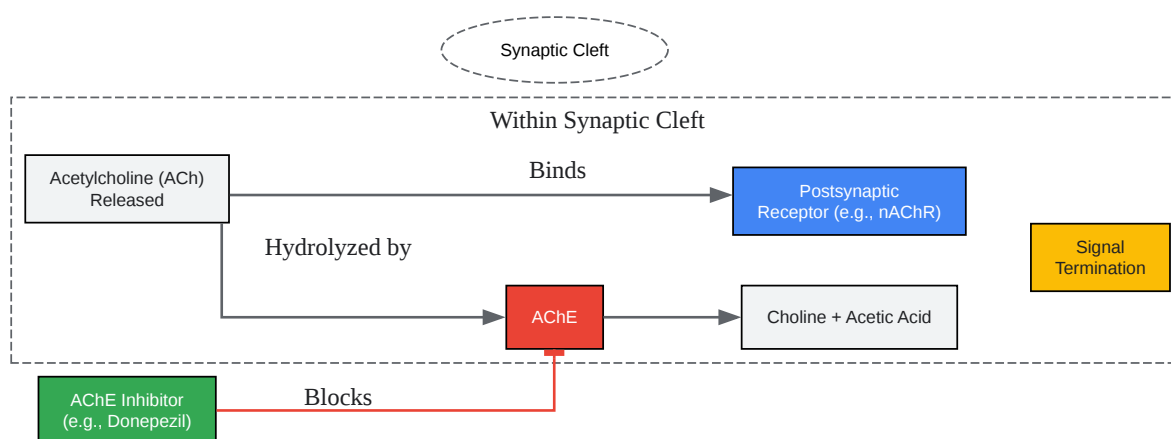 Synaptic Cleft
Within Synaptic Cleft
Acetylcholine (ACh)
Released
Binds
Postsynaptic
Receptor (e.g., nAChR)
Hydrolyzed by
Signal
Termination
AChE
Choline + Acetic Acid
AChE Inhibitor
(e.g., Donepezil)
Blocks